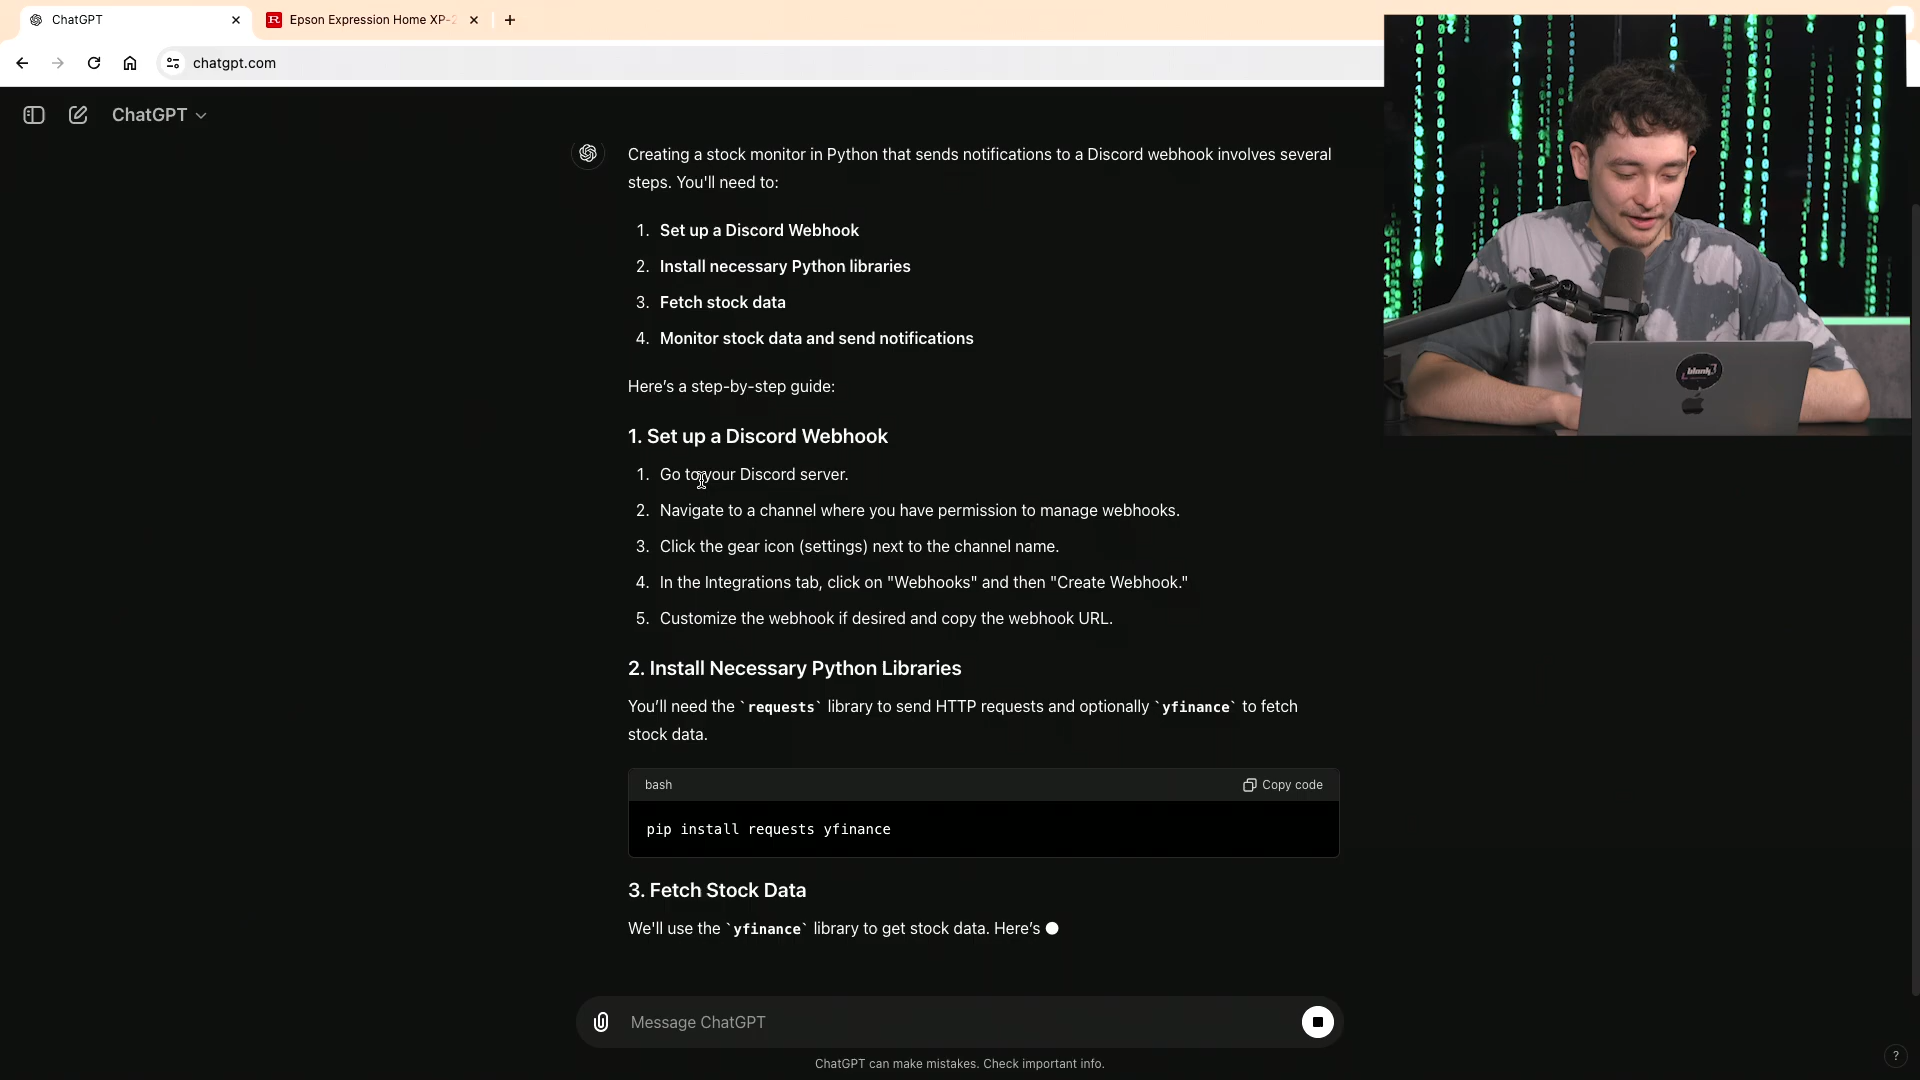 ChatGPT
Epson Expression Home XP-2
chatgpt.com
ChatGPT
Creating a stock monitor in Python that sends notifications to a Discord webhook involves several
steps. You'll need to:
1. Set up a Discord Webhook
2. Install necessary Python libraries
3. Fetch stock data
4. Monitor stock data and send notifications
Here's a step-by-step guide:
1. Set up a Discord Webhook
1. Go to your Discord server.
2. Navigate to a channel where you have permission to manage webhooks.
3. Click the gear icon (settings) next to the channel name.
4. In the Integrations tab, click on "Webhooks" and then "Create Webhook."
5. Customize the webhook if desired and copy the webhook URL.
2. Install Necessary Python Libraries
You'll need the `requests` library to send HTTP requests and optionally `yfinance` to fetch
stock data.
bash
Copy code
pip install requests yfinance
3. Fetch Stock Data
We'll use the `yfinance` library to get stock data. Here's
Message ChatGPT
ChatGPT can make mistakes. Check important info.
?
blank